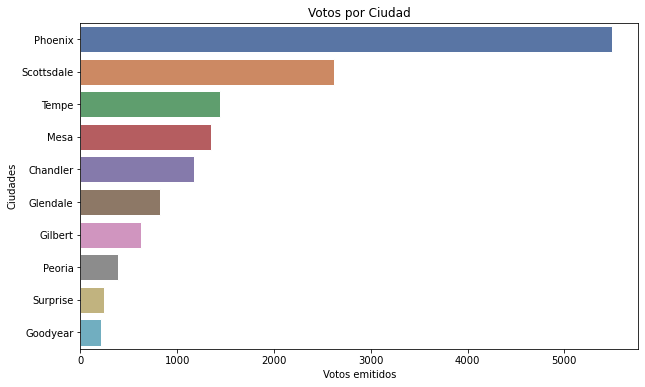 Votos por Ciudad
Ciudades
Phoenix
Scottsdale
Tempe
Mesa
Chandler
Glendale
Gilbert
Peoria
Surprise
Goodyear
0 1000 2000 3000 4000 5000
Votos emitidos